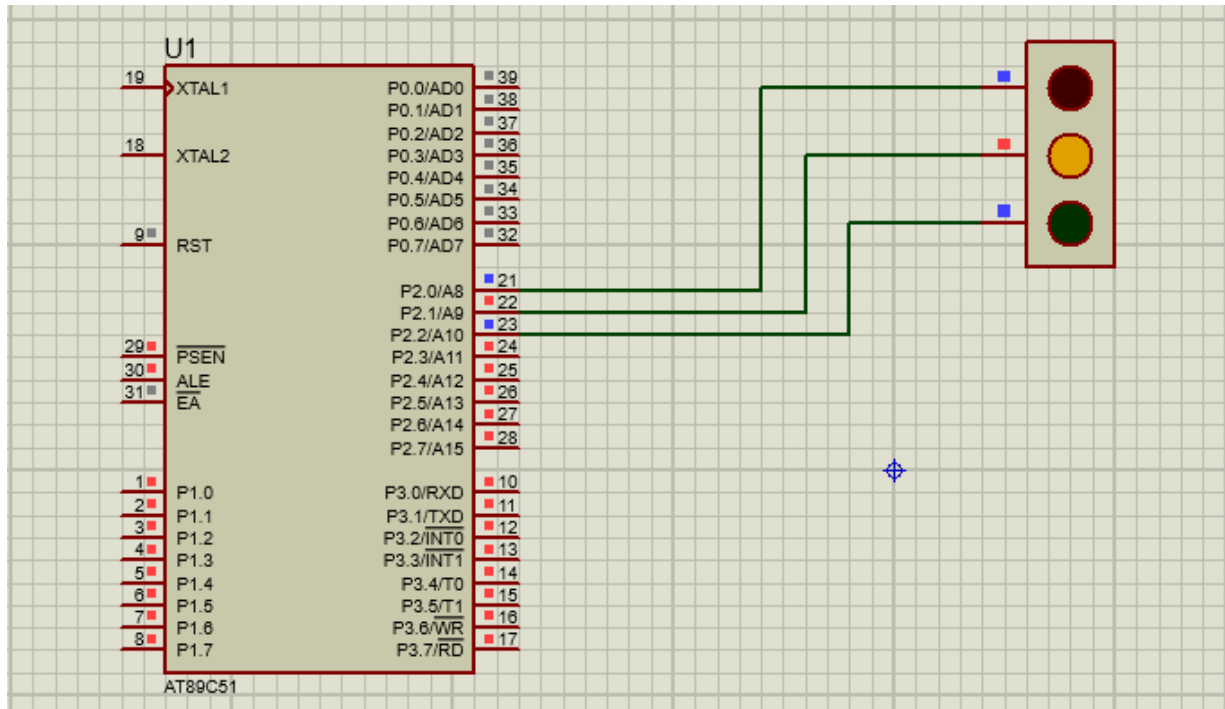 U1
19 XTAL1
18 XTAL2
9 RST
29 PSEN
30 ALE
31 EA
1 P1.0
2 P1.1
3 P1.2
4 P1.3
5 P1.4
6 P1.5
7 P1.6
8 P1.7
P0.0/AD0 39
P0.1/AD1 38
P0.2/AD2 37
P0.3/AD3 36
P0.4/AD4 35
P0.5/AD5 34
P0.6/AD6 33
P0.7/AD7 32
P2.0/A8 21
P2.1/A9 22
P2.2/A10 23
P2.3/A11 24
P2.4/A12 25
P2.5/A13 26
P2.6/A14 27
P2.7/A15 28
P3.0/RXD 10
P3.1/TXD 11
P3.2/INT0 12
P3.3/INT1 13
P3.4/T0 14
P3.5/T1 15
P3.6/WR 16
P3.7/RD 17
AT89C51